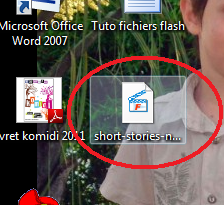 Microsoft Office Tuto fichiers flash
Word 2007
vret komidi 2011 short-stories-n...